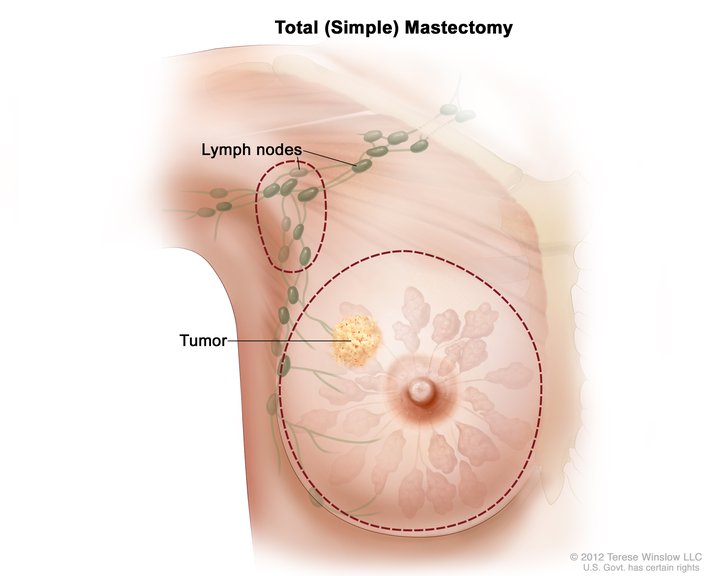 Total (Simple) Mastectomy
Lymph nodes
Tumor
© 2012 Terese Winslow LLC
U.S. Govt. has certain rights